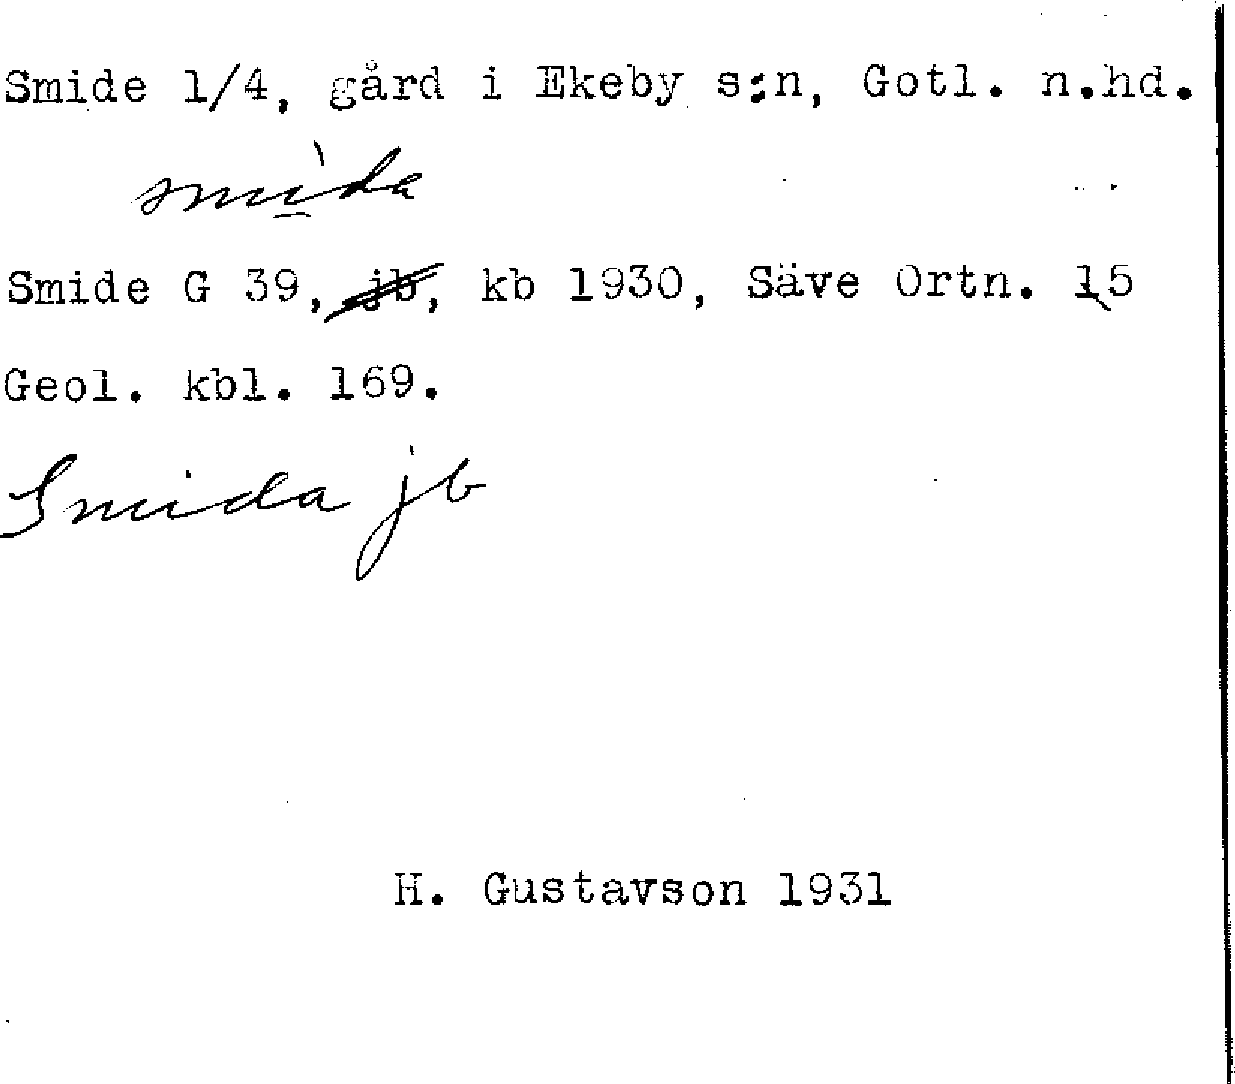 Smide 1/4, gård i Ekeby s:n, Gotl. n.hd.
smìda
Smide G 39, jb, kb 1930, Säve Ortn. 15
Geol. kbl. 169.
Smida jb
H. Gustavson 1931